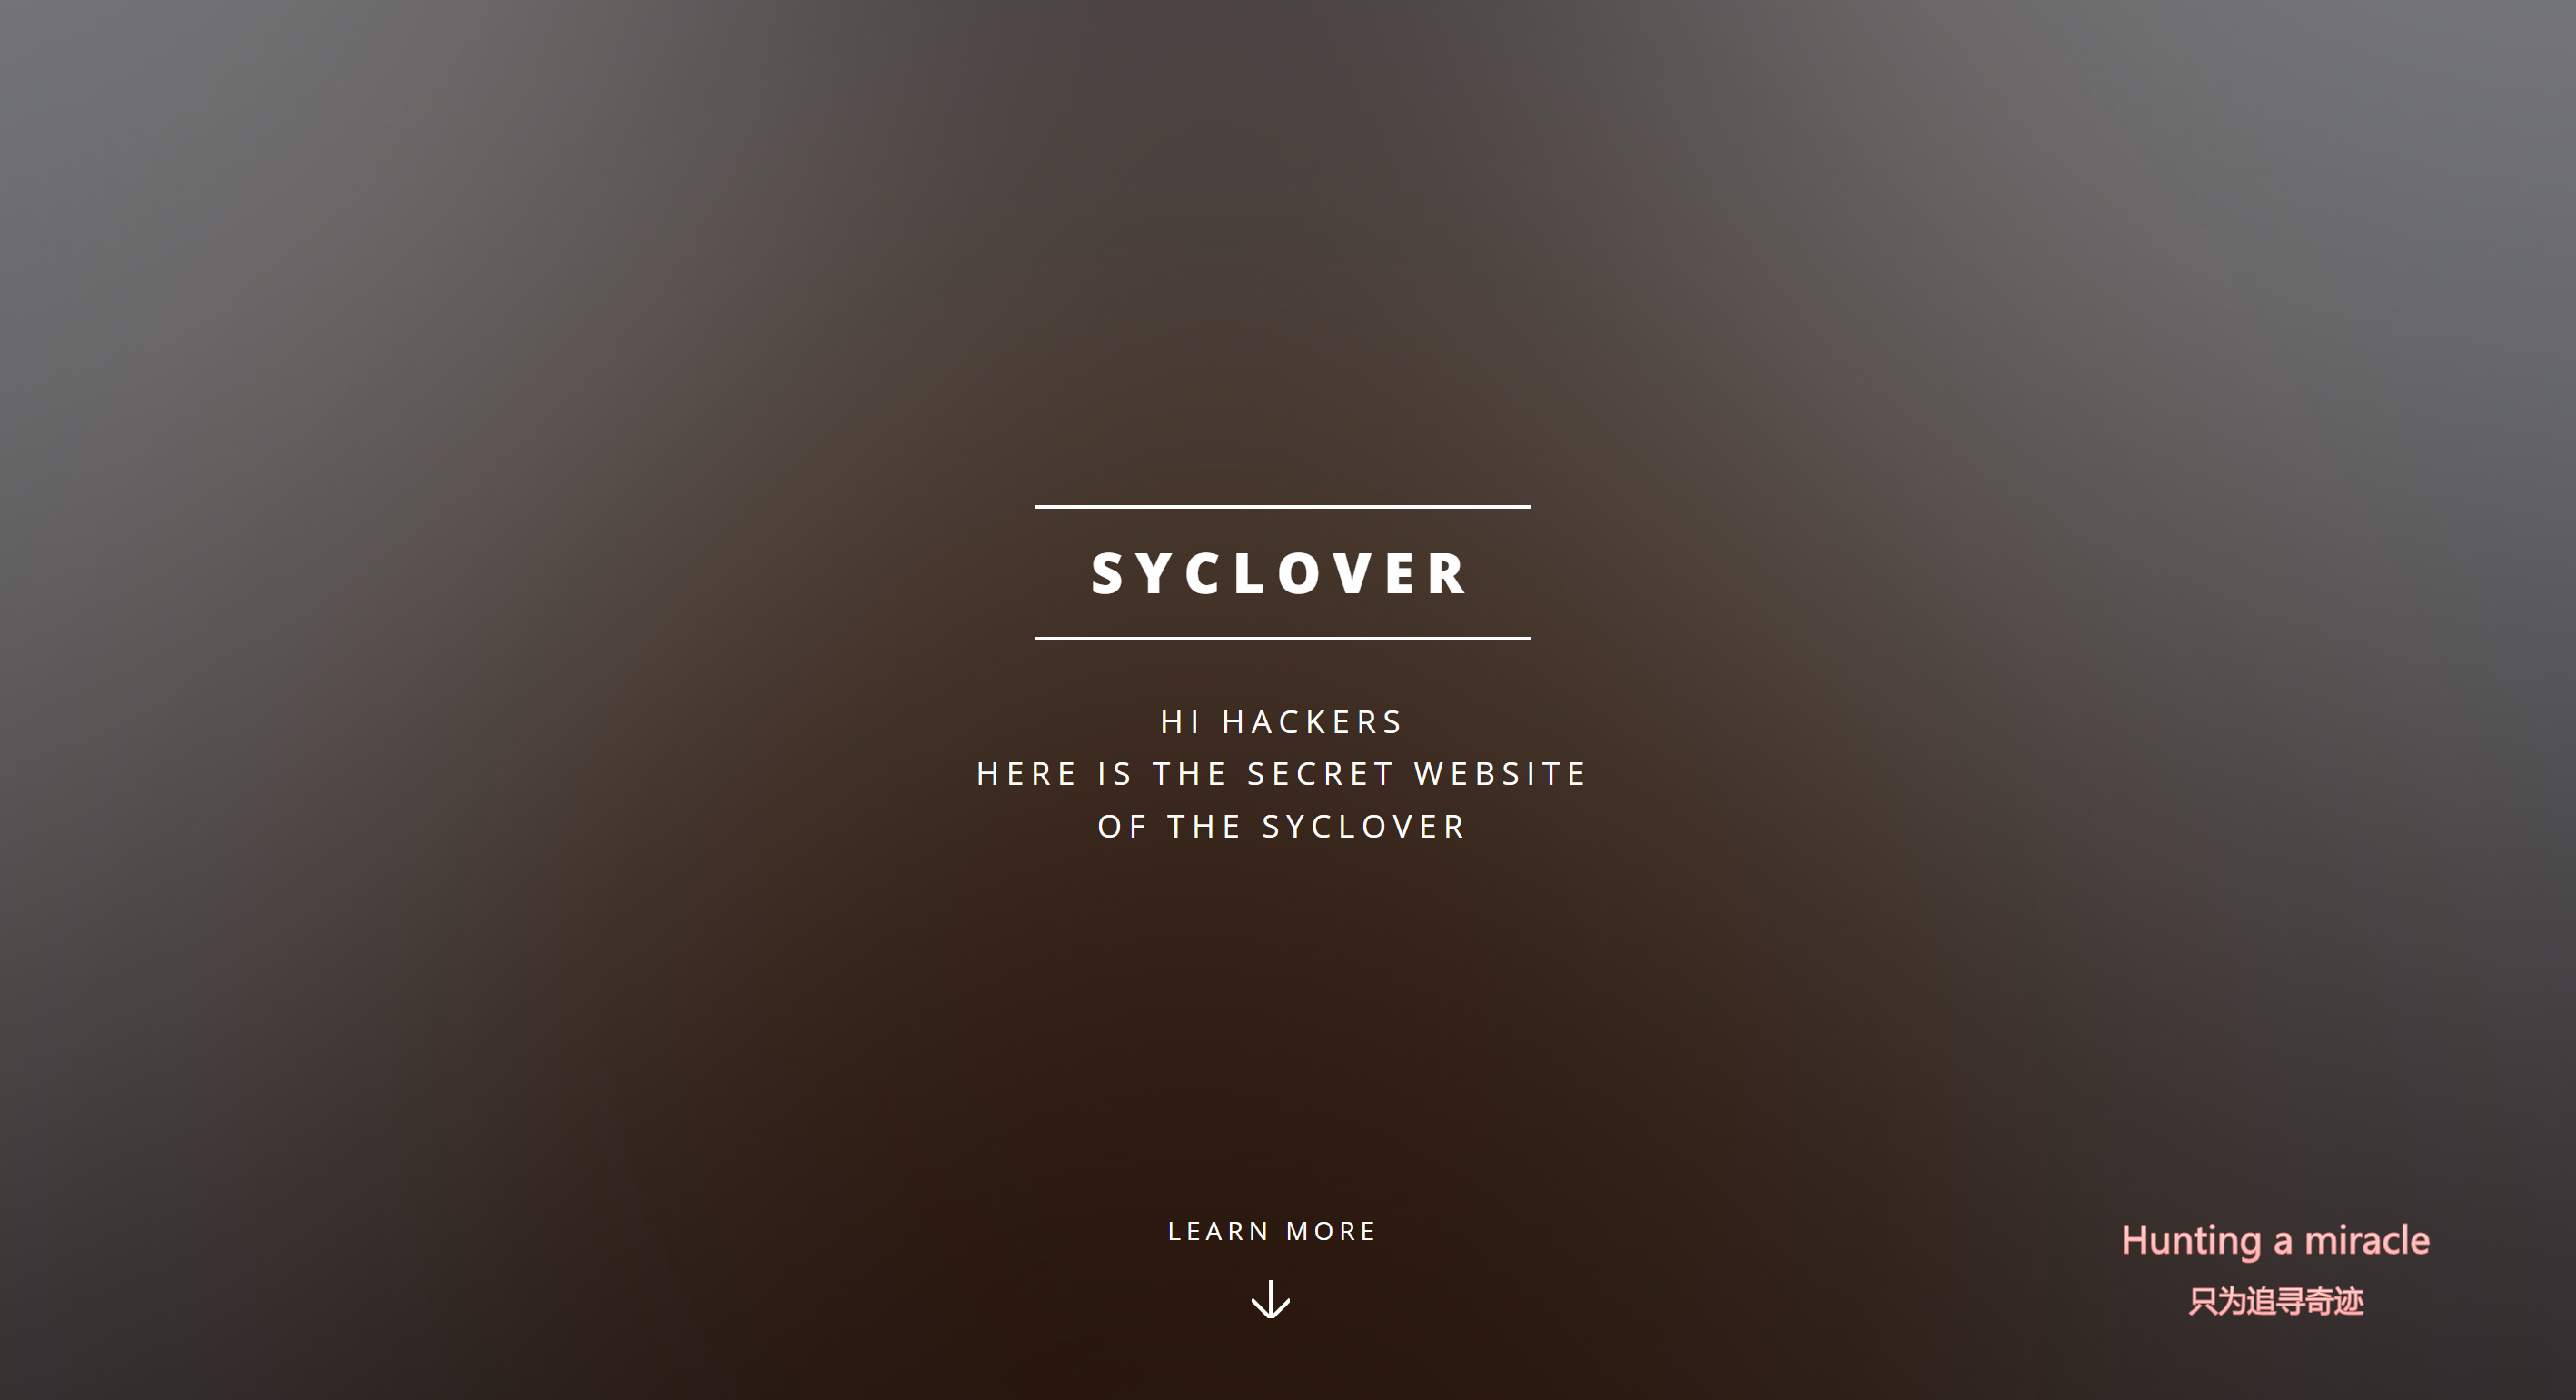 SYCLOVER
HI HACKERS
HERE IS THE SECRET WEBSITE
OF THE SYCLOVER
LEARN MORE
Hunting a miracle
只为追寻奇迹